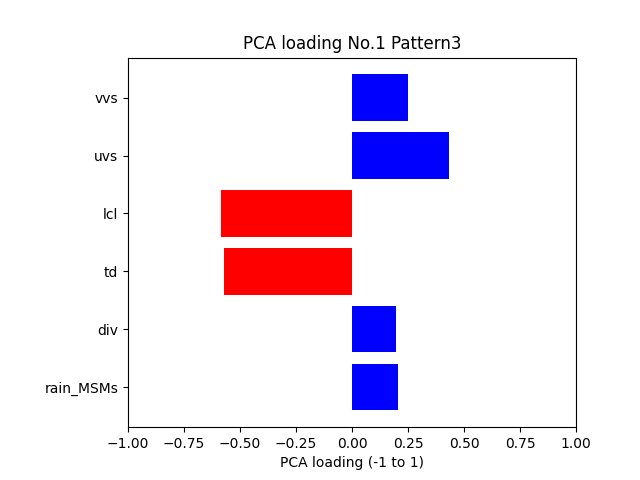 PCA loading No.1 Pattern3
vvs
uvs
lcl
td
div
rain_MSMs
−1.00 −0.75 −0.50 −0.25 0.00 0.25 0.50 0.75 1.00
PCA loading (-1 to 1)